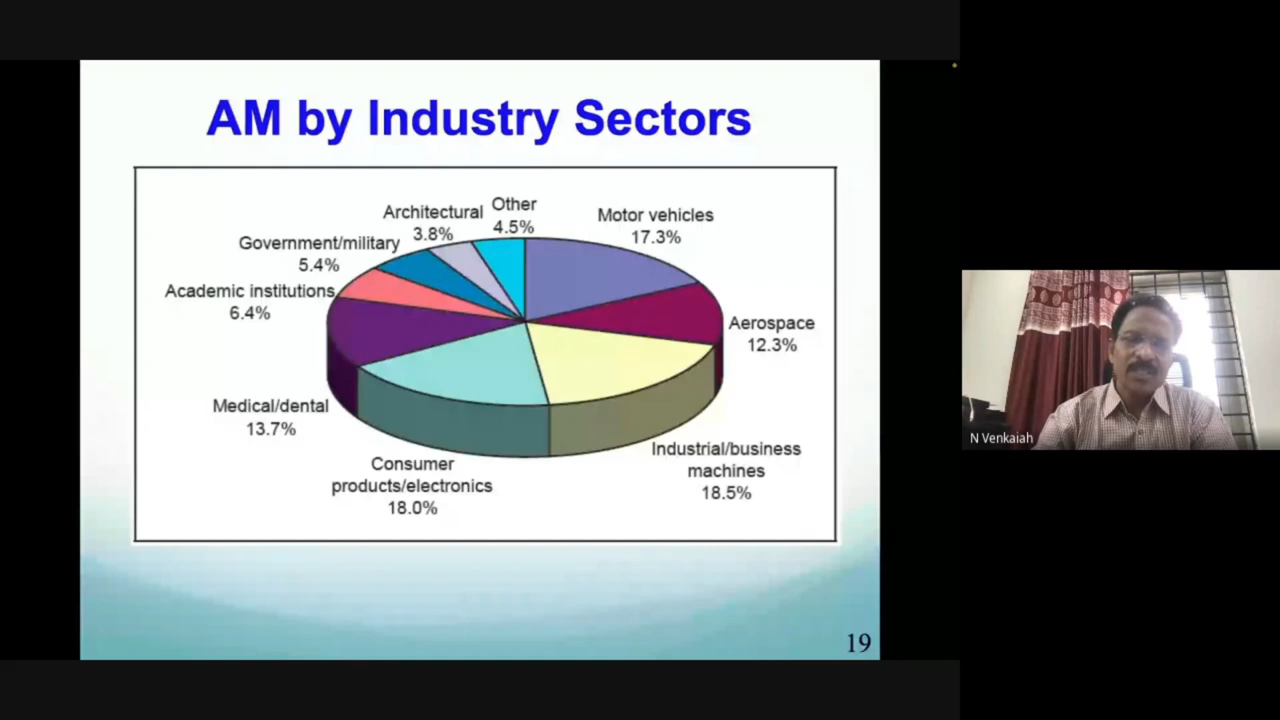 AM by Industry Sectors
Other
4.5%
Architectural
3.8%
Motor vehicles
17.3%
Government/military
5.4%
Academic institutions
6.4%
Aerospace
12.3%
Medical/dental
13.7%
Consumer
products/electronics
18.0%
Industrial/business
machines
18.5%
19
N Venkaiah